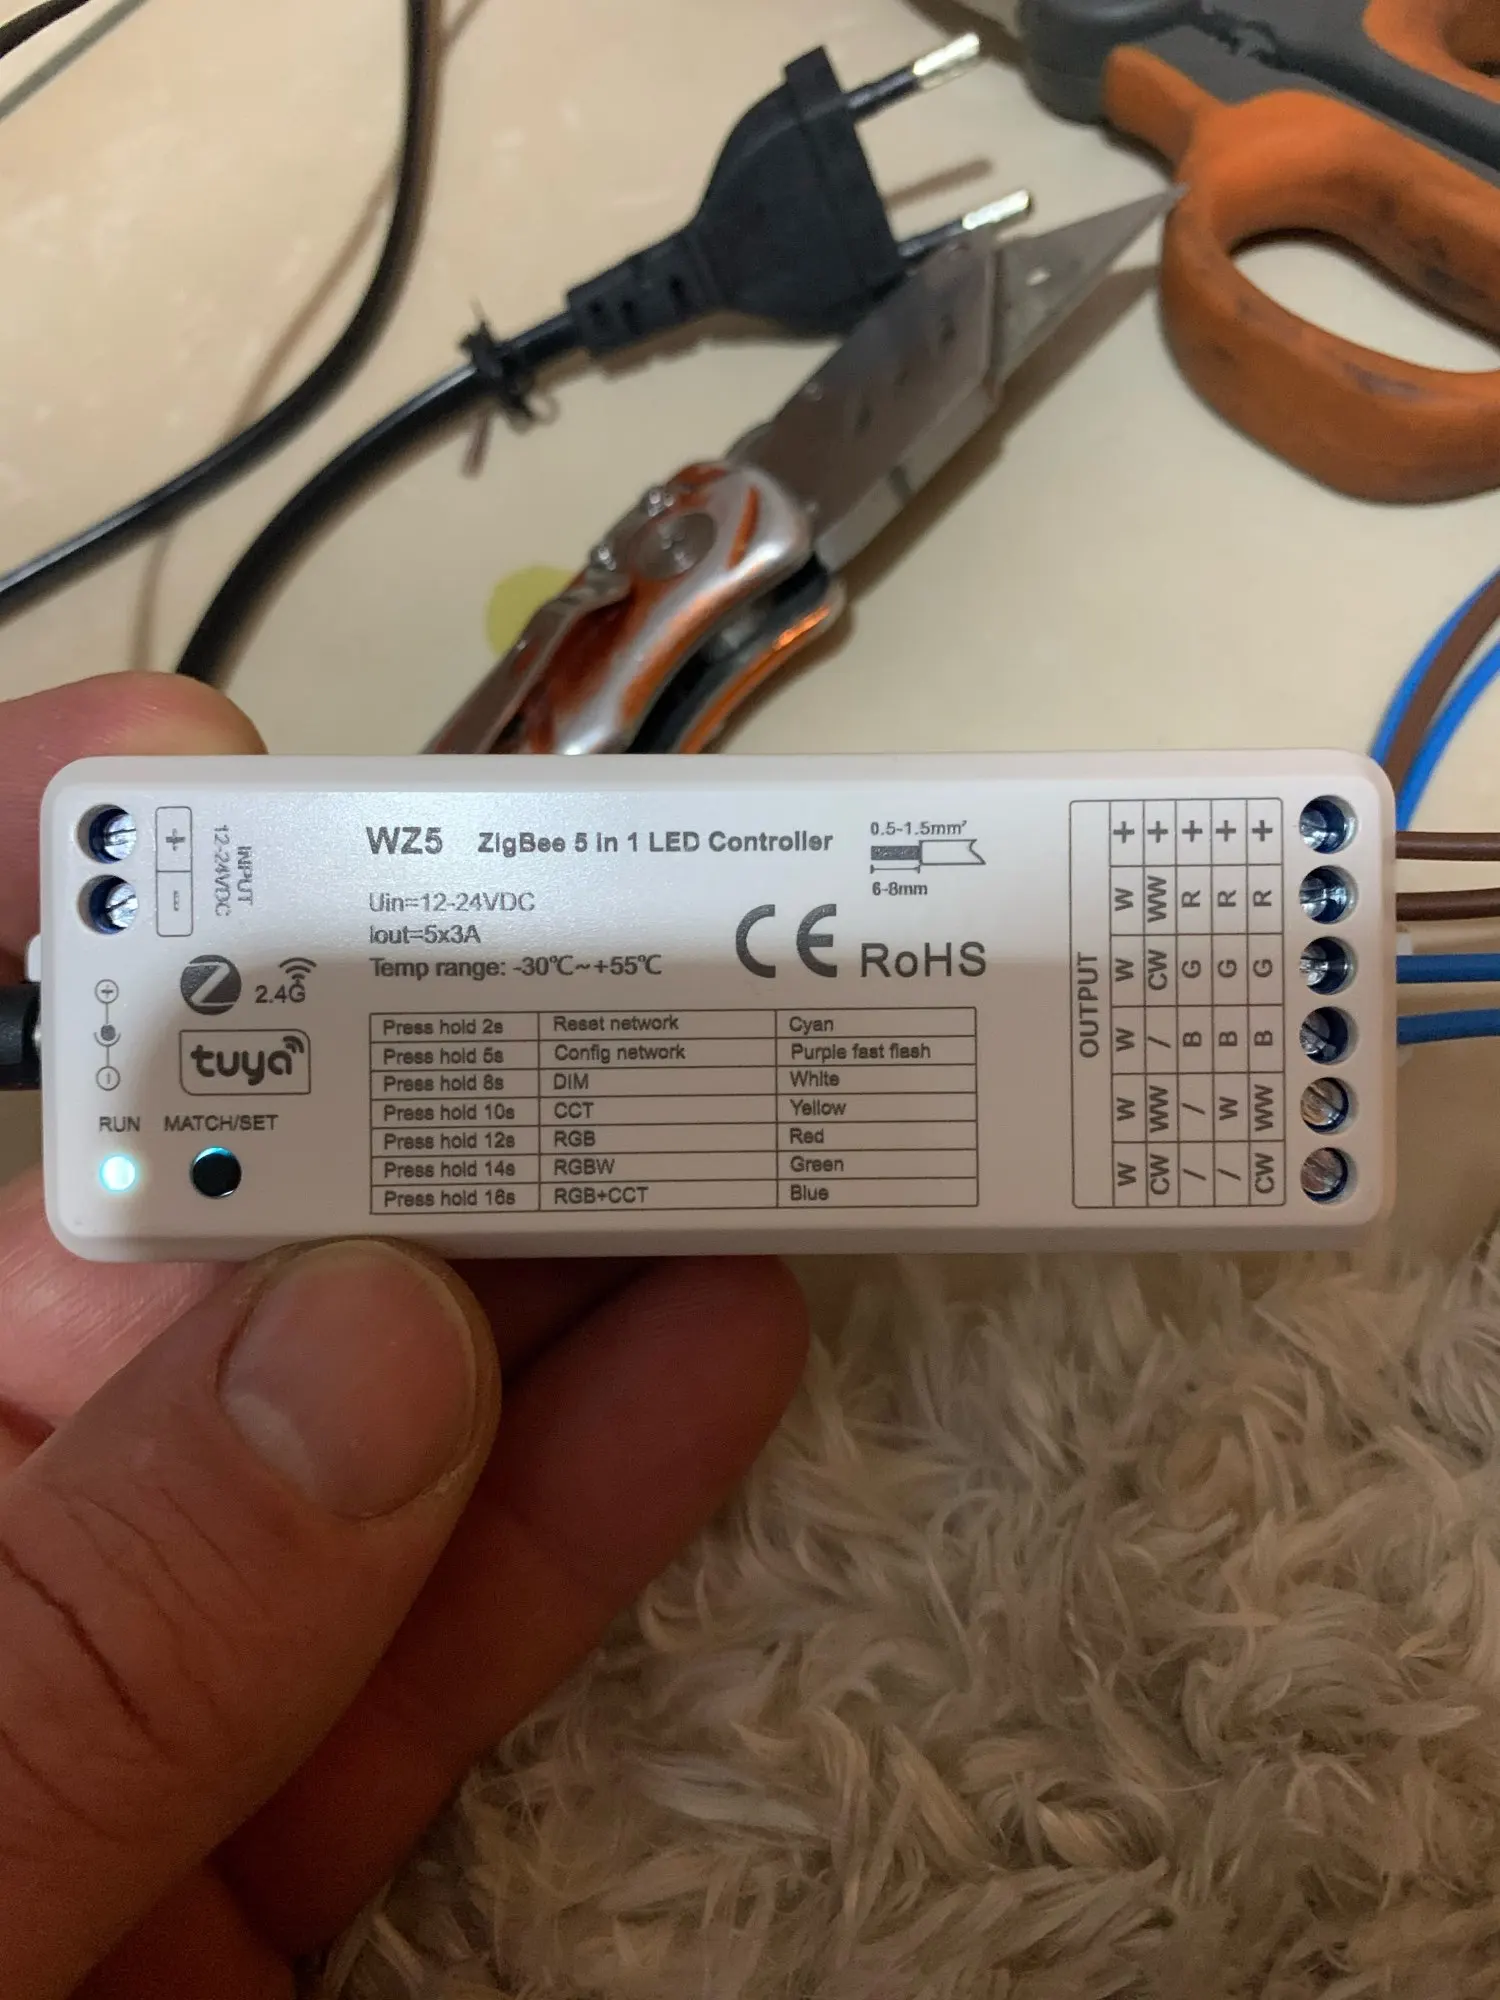 WZ5 ZigBee 5 in 1 LED Controller
0.5-1.5mm²
6-8mm
Uin=12-24VDC
Iout=5x3A
Temp range: -30℃~+55℃
CE RoHS
+
-
INPUT
12-24VDC
2.4G
tuya
+
-
RUN MATCH/SET
Press hold 2s Reset network Cyan
Press hold 5s Config network Purple fast flash
Press hold 8s DIM White
Press hold 10s CCT Yellow
Press hold 12s RGB Red
Press hold 14s RGBW Green
Press hold 16s RGB+CCT Blue
OUTPUT
+ + + + +
W WW R R R
W CW G G G
W / B B B
W WW / W WW
W CW / / CW